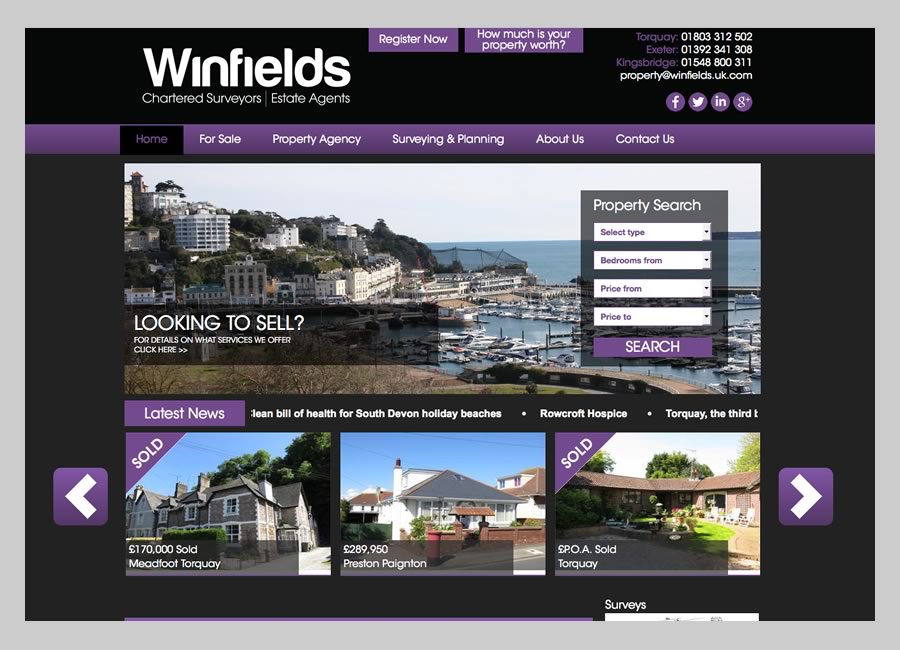 Register Now
How much is your
property worth?
Torquay: 01803 312 502
Exeter: 01392 341 308
Kingsbridge: 01548 800 311
property@winfields.uk.com
Winfields
Chartered Surveyors | Estate Agents
Home For Sale Property Agency Surveying & Planning About Us Contact Us
Property Search
Select type
Bedrooms from
Price from
Price to
SEARCH
LOOKING TO SELL?
FOR DETAILS ON WHAT SERVICES WE OFFER
CLICK HERE >>
Latest News
lean bill of health for South Devon holiday beaches • Rowcroft Hospice • Torquay, the third
SOLD
£170,000 Sold
Meadfoot Torquay
£289,950
Preston Paignton
SOLD
£P.O.A. Sold
Torquay
Surveys